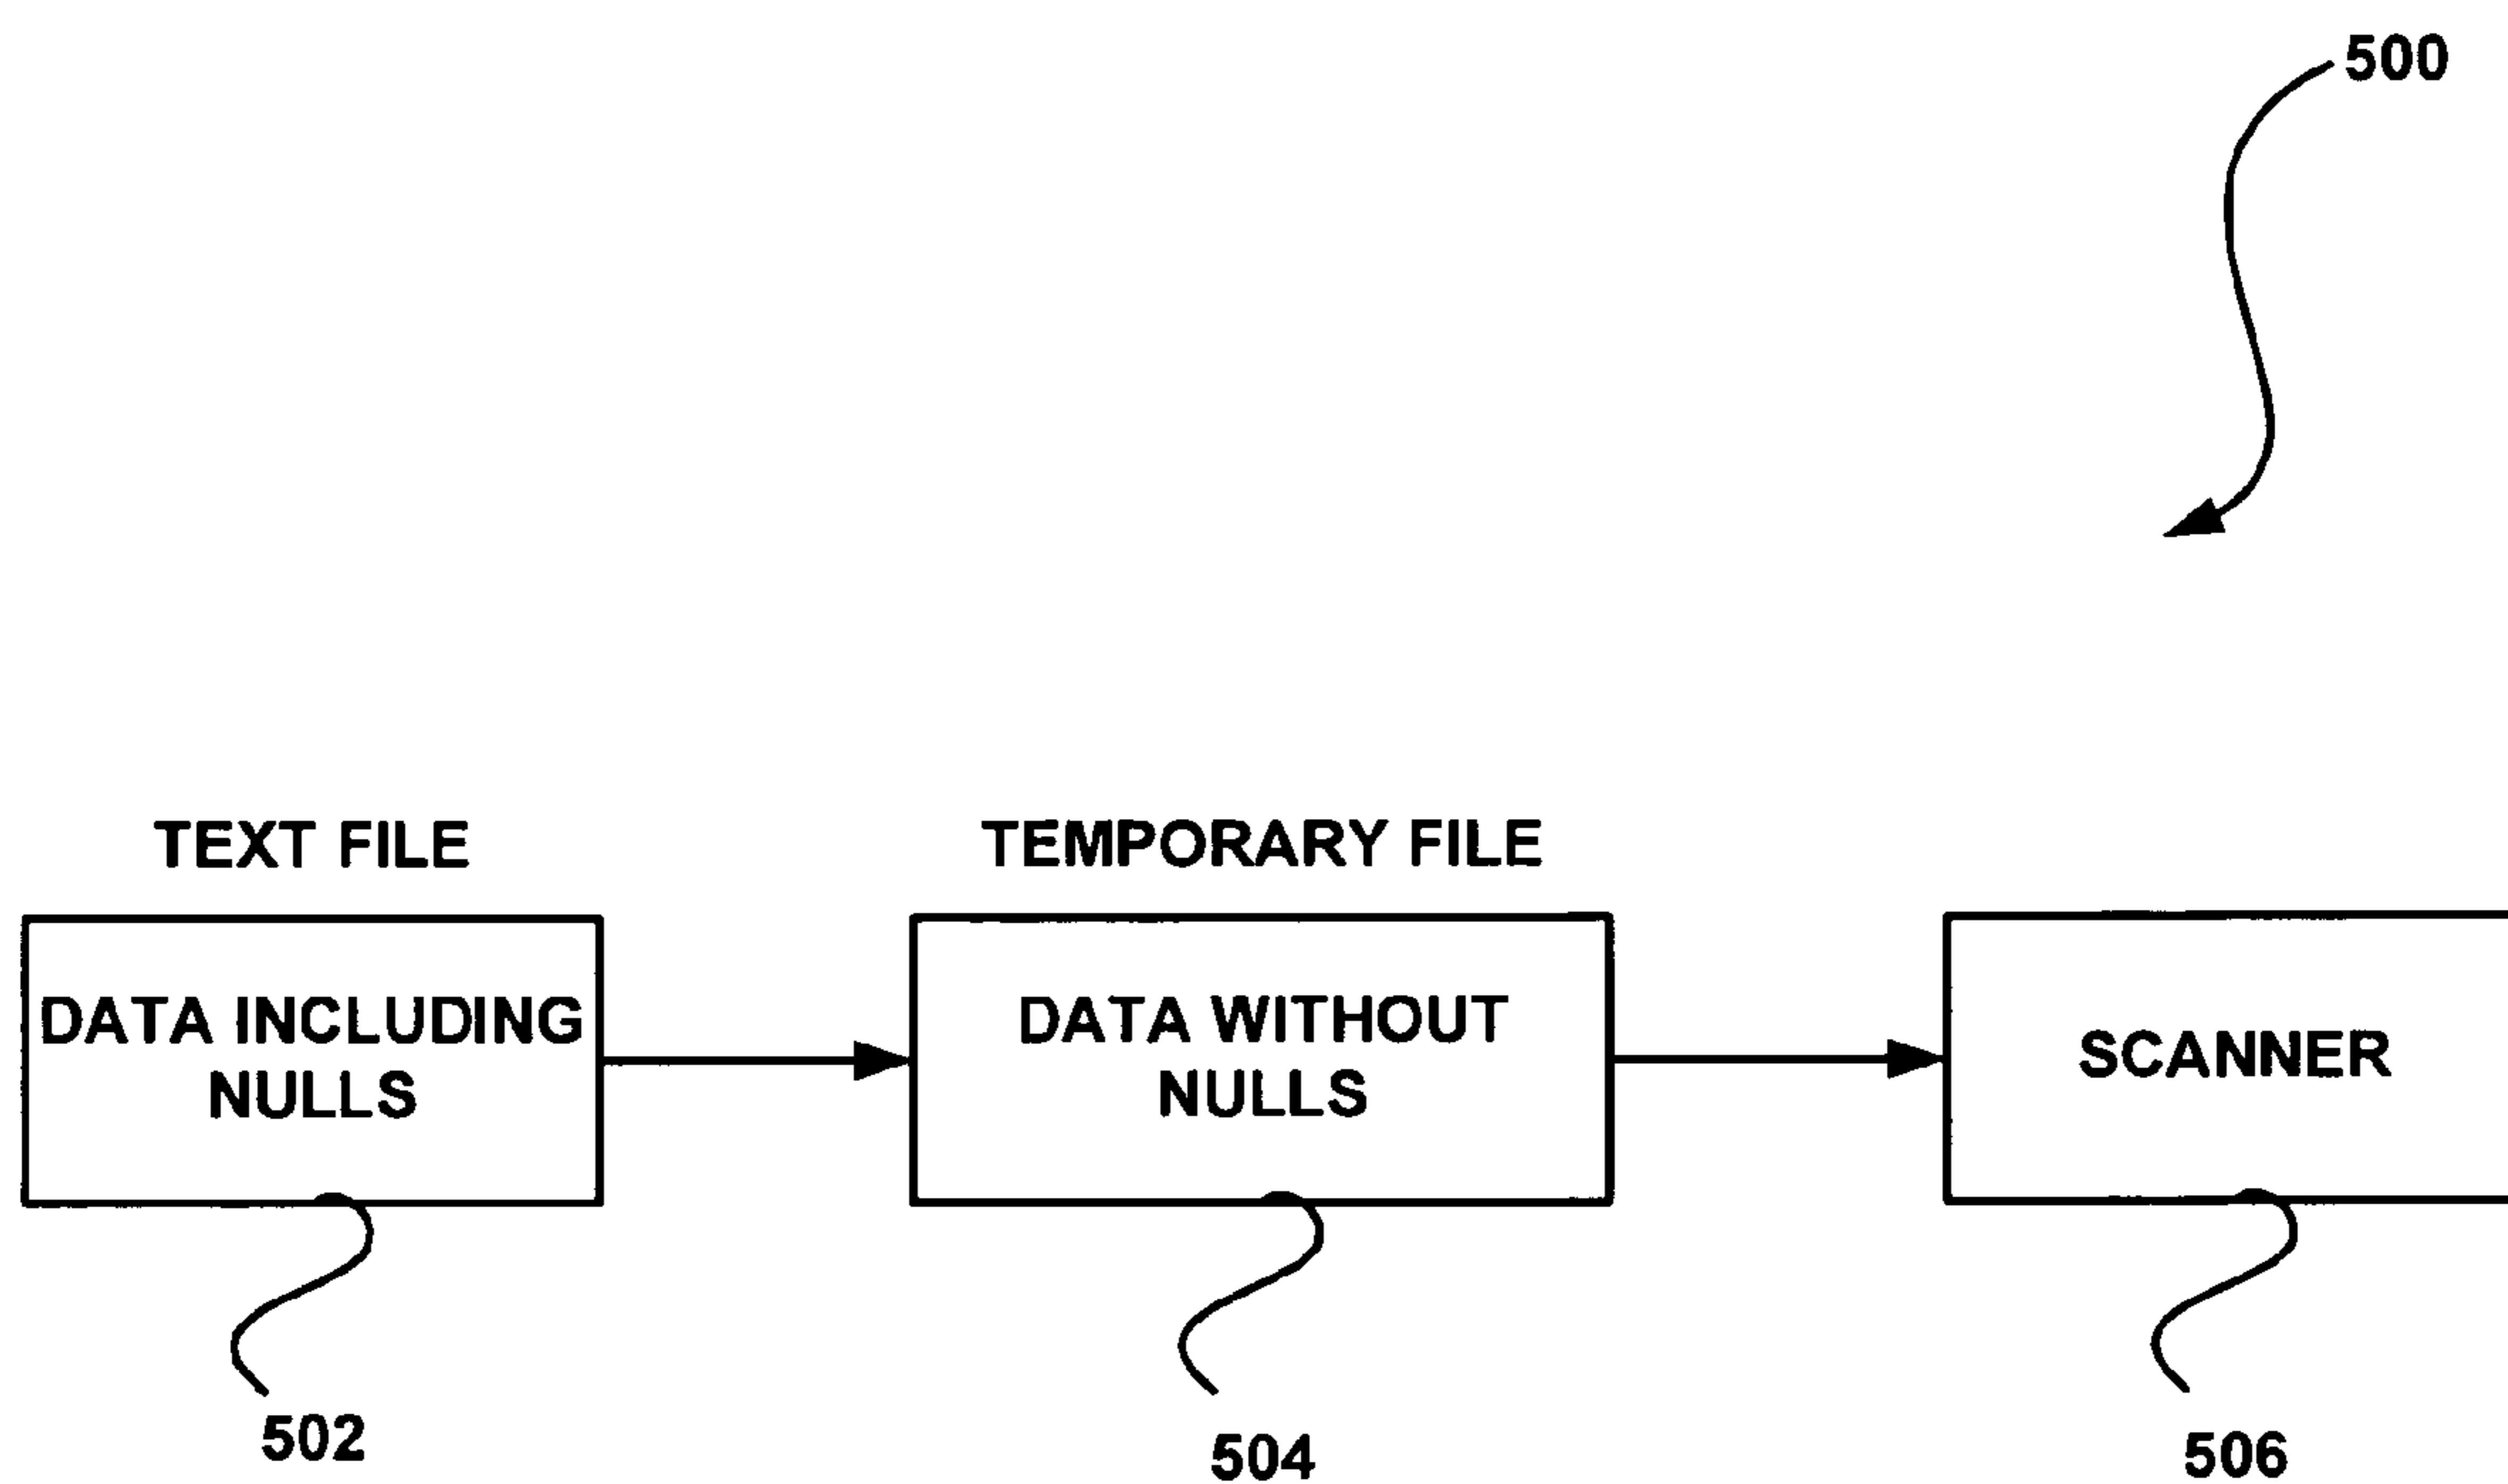 500
TEXT FILE
TEMPORARY FILE
DATA INCLUDING
NULLS
DATA WITHOUT
NULLS
SCANNER
502
504
506